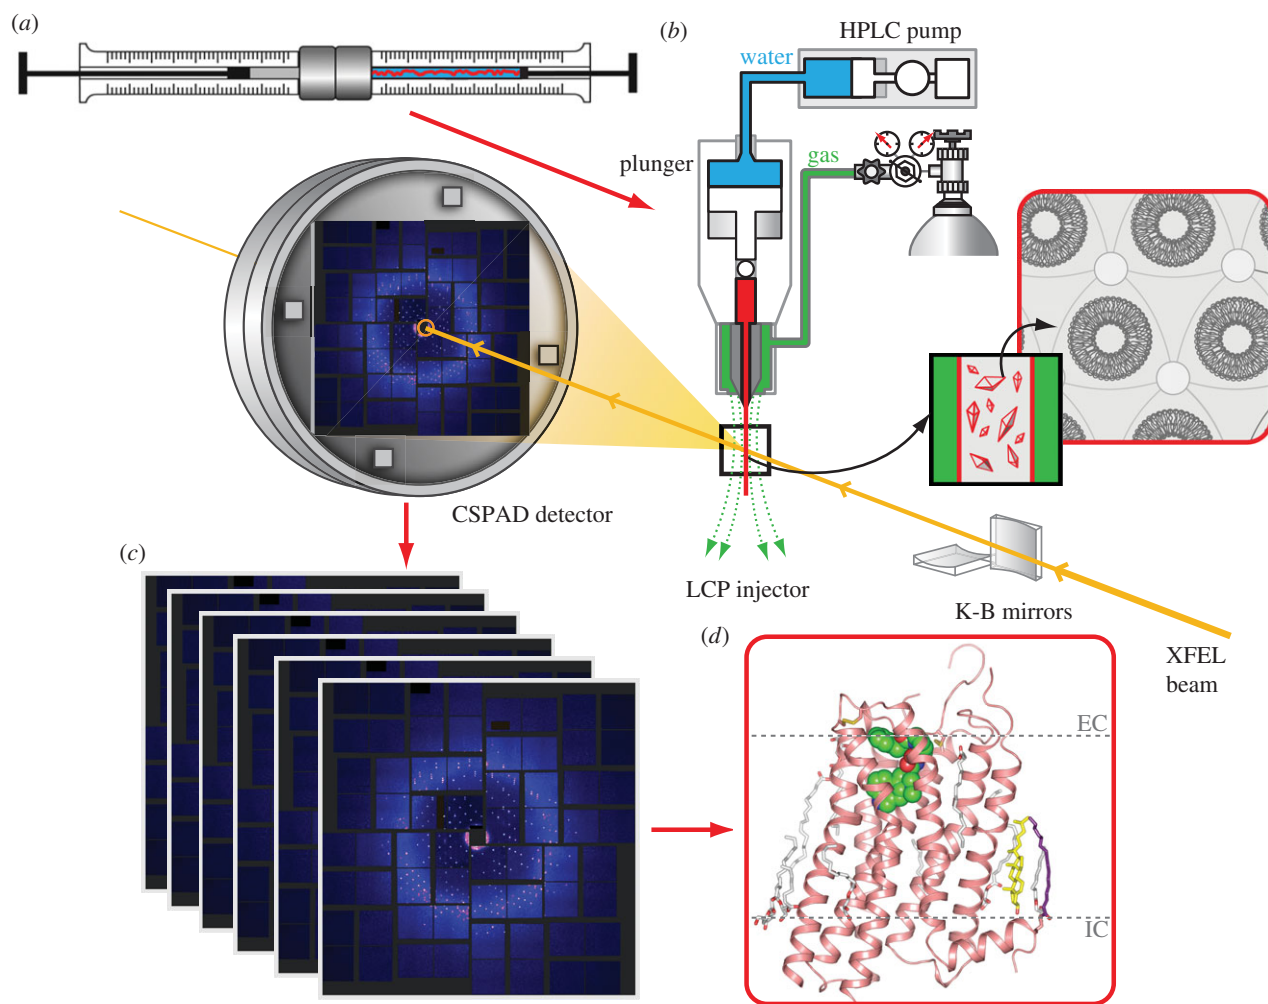 (a)
(b)
HPLC pump
water
plunger
gas
CSPAD detector
(c)
LCP injector
K-B mirrors
(d)
XFEL
beam
EC
IC